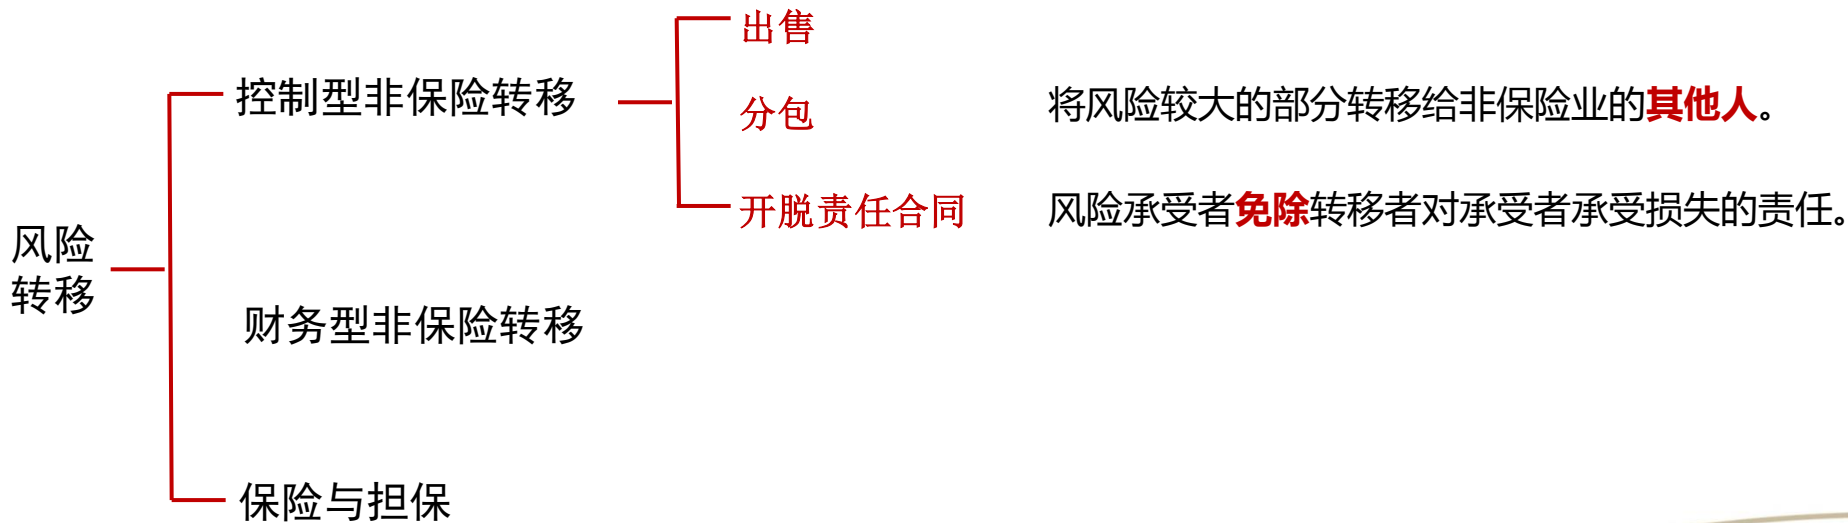 出售
控制型非保险转移
分包
将风险较大的部分转移给非保险业的其他人。
开脱责任合同
风险承受者免除转移者对承受者承受损失的责任。
风险
转移
财务型非保险转移
保险与担保